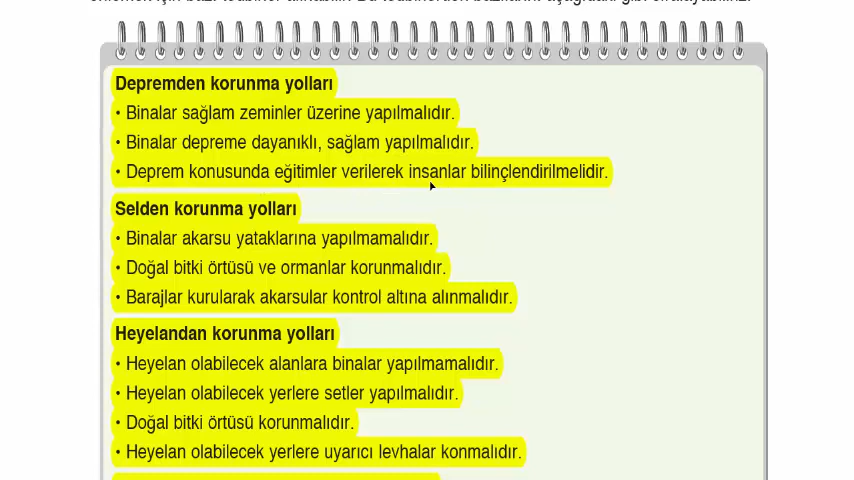 Depremden korunma yolları
• Binalar sağlam zeminler üzerine yapılmalıdır.
• Binalar depreme dayanıklı, sağlam yapılmalıdır.
• Deprem konusunda eğitimler verilerek insanlar bilinçlendirilmelidir.
Selden korunma yolları
• Binalar akarsu yataklarına yapılmamalıdır.
• Doğal bitki örtüsü ve ormanlar korunmalıdır.
• Barajlar kurularak akarsular kontrol altına alınmalıdır.
Heyelandan korunma yolları
• Heyelan olabilecek alanlara binalar yapılmamalıdır.
• Heyelan olabilecek yerlere setler yapılmalıdır.
• Doğal bitki örtüsü korunmalıdır.
• Heyelan olabilecek yerlere uyarıcı levhalar konmalıdır.